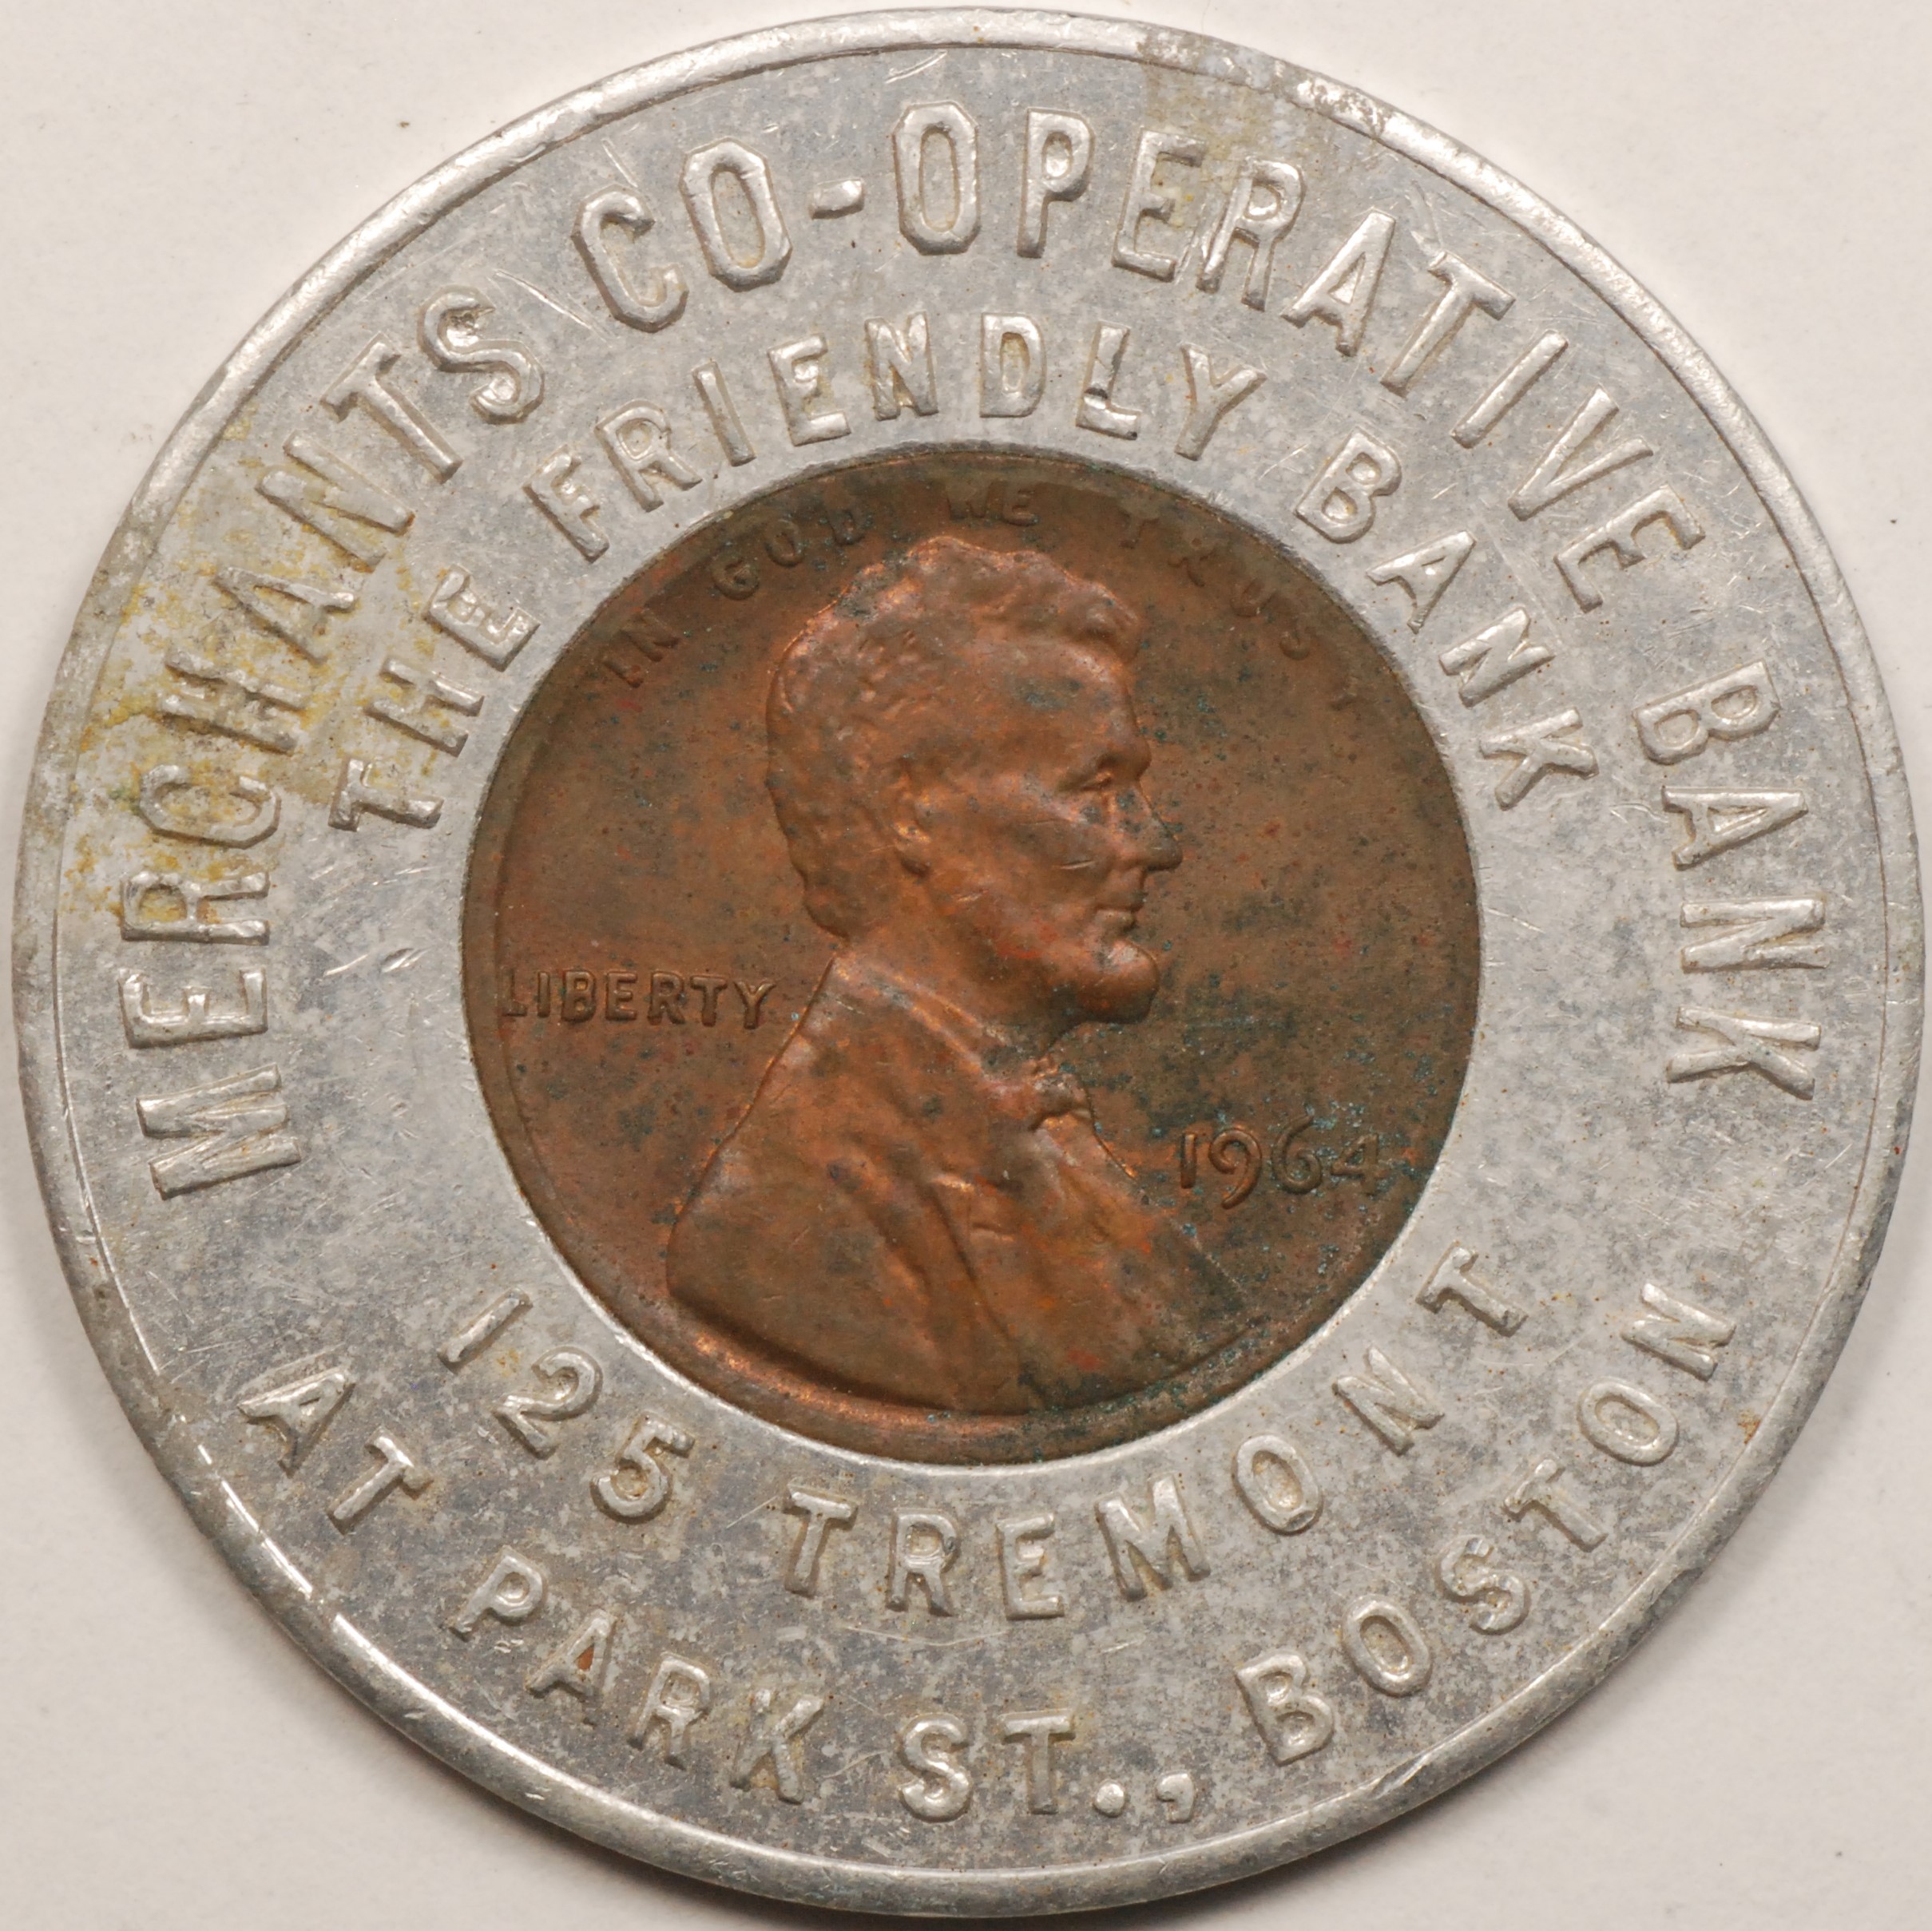 MERCHANTS CO-OPERATIVE BANK
THE FRIENDLY BANK
IN GOD WE TRUST
LIBERTY
1964
125 TREMONT
AT PARK ST., BOSTON